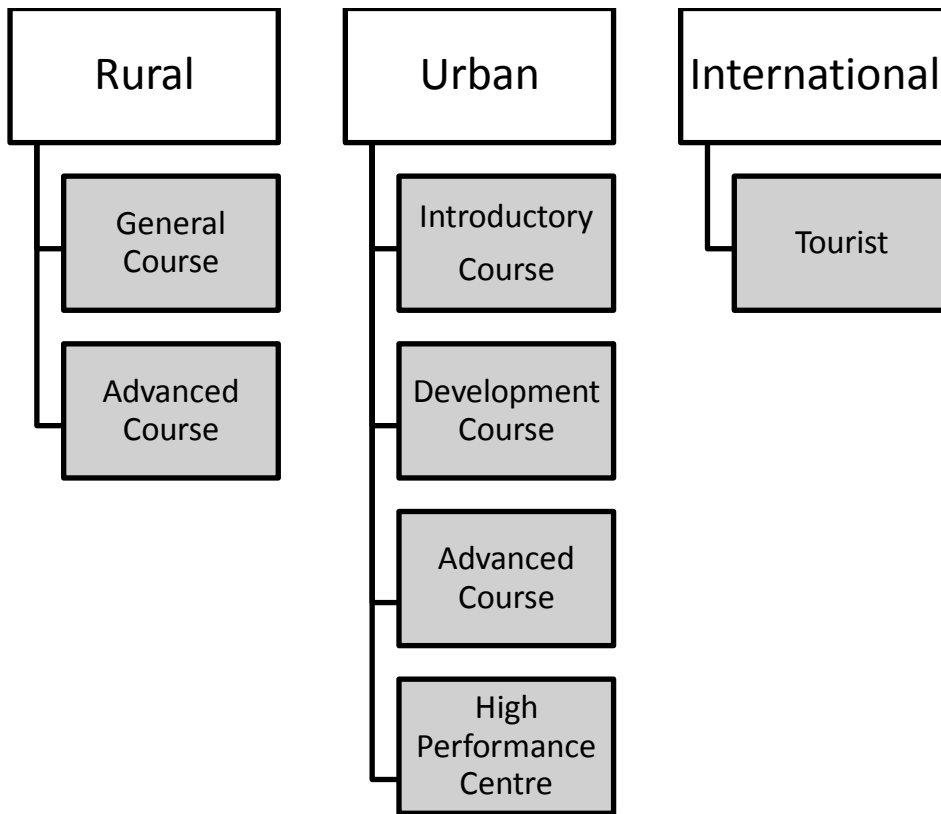 Rural
General
Course
Advanced
Course
Urban
Introductory
Course
Development
Course
Advanced
Course
High
Performance
Centre
International
Tourist